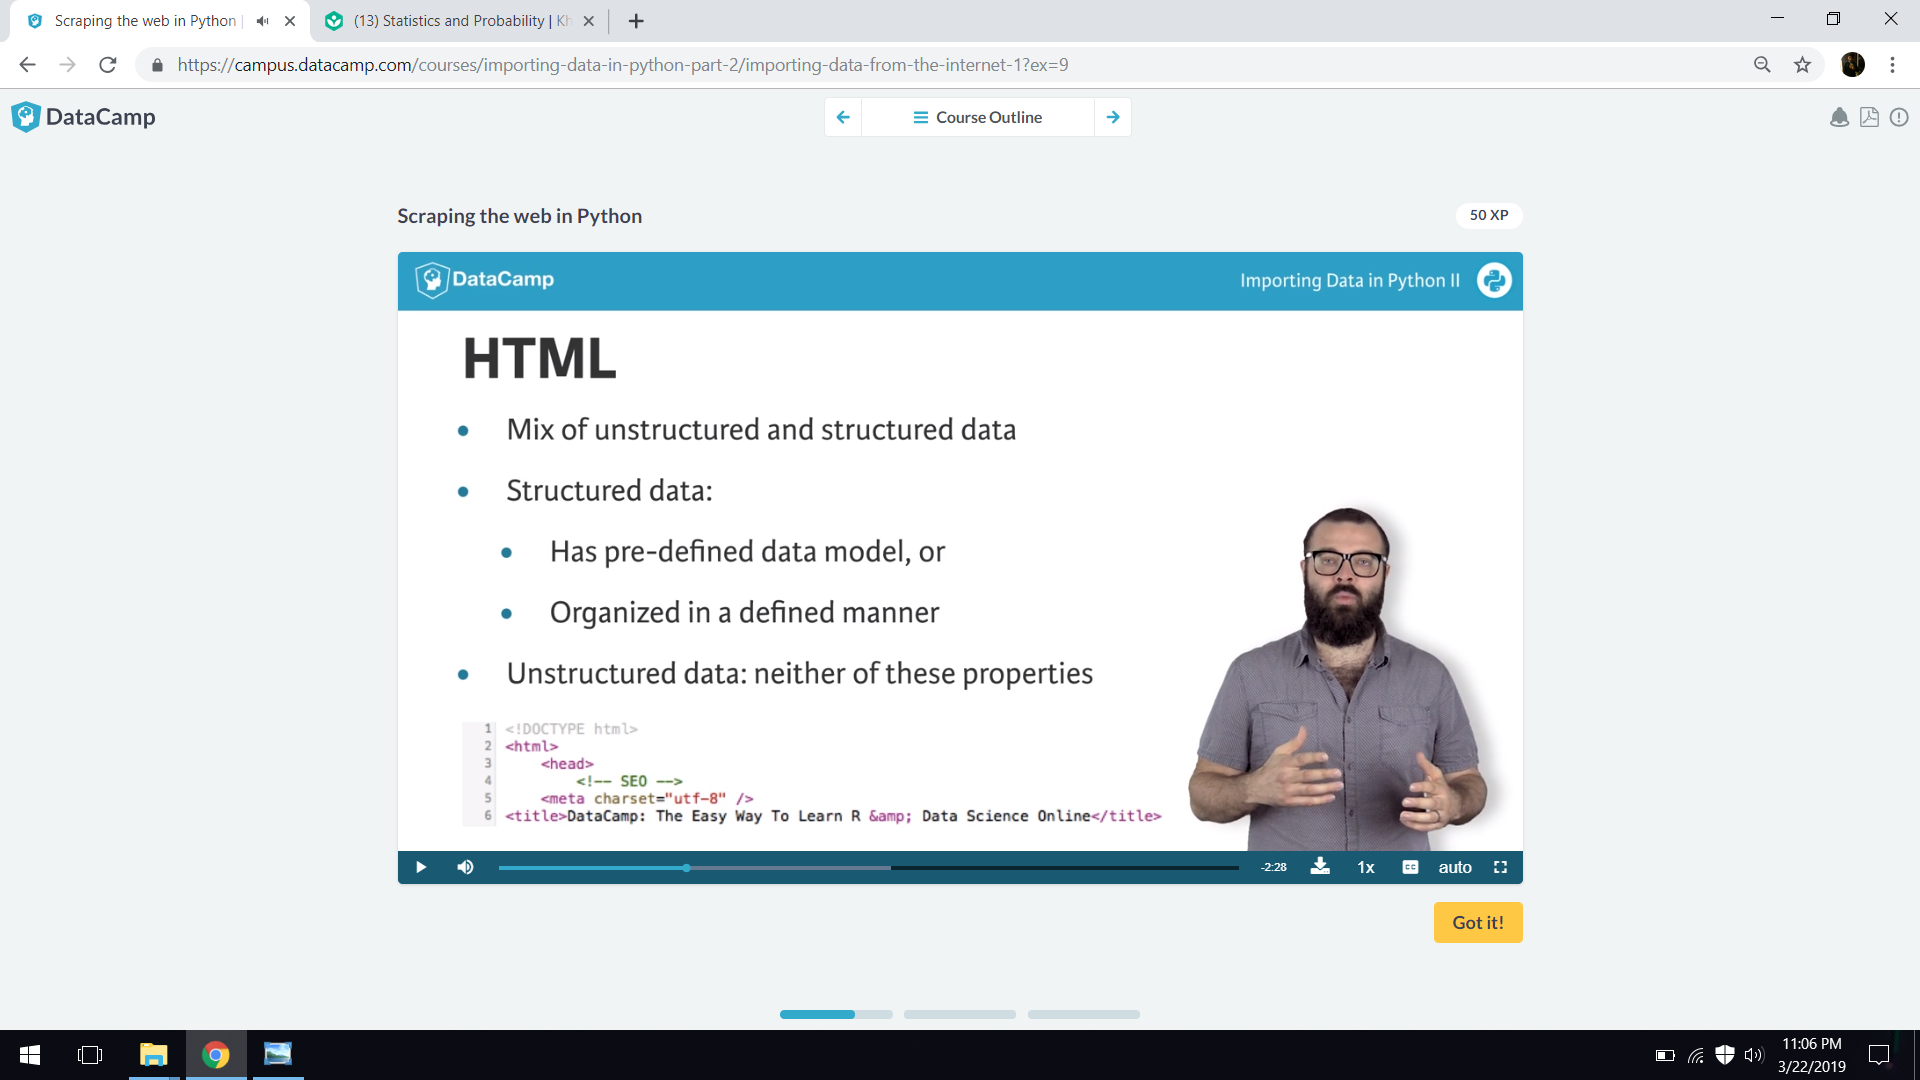 Scraping the web in Python |
(13) Statistics and Probability | Kh
https://campus.datacamp.com/courses/importing-data-in-python-part-2/importing-data-from-the-internet-1?ex=9
DataCamp
Course Outline
Scraping the web in Python
50 XP
DataCamp
Importing Data in Python II
HTML
• Mix of unstructured and structured data
• Structured data:
• Has pre-defined data model, or
• Organized in a defined manner
• Unstructured data: neither of these properties
1 <!DOCTYPE html>
2 <html>
3 <head>
4 <!-- SEO -->
5 <meta charset="utf-8" />
6 <title>DataCamp: The Easy Way To Learn R &amp; Data Science Online</title>
-2:28
1x
CC
auto
Got it!
11:06 PM
3/22/2019